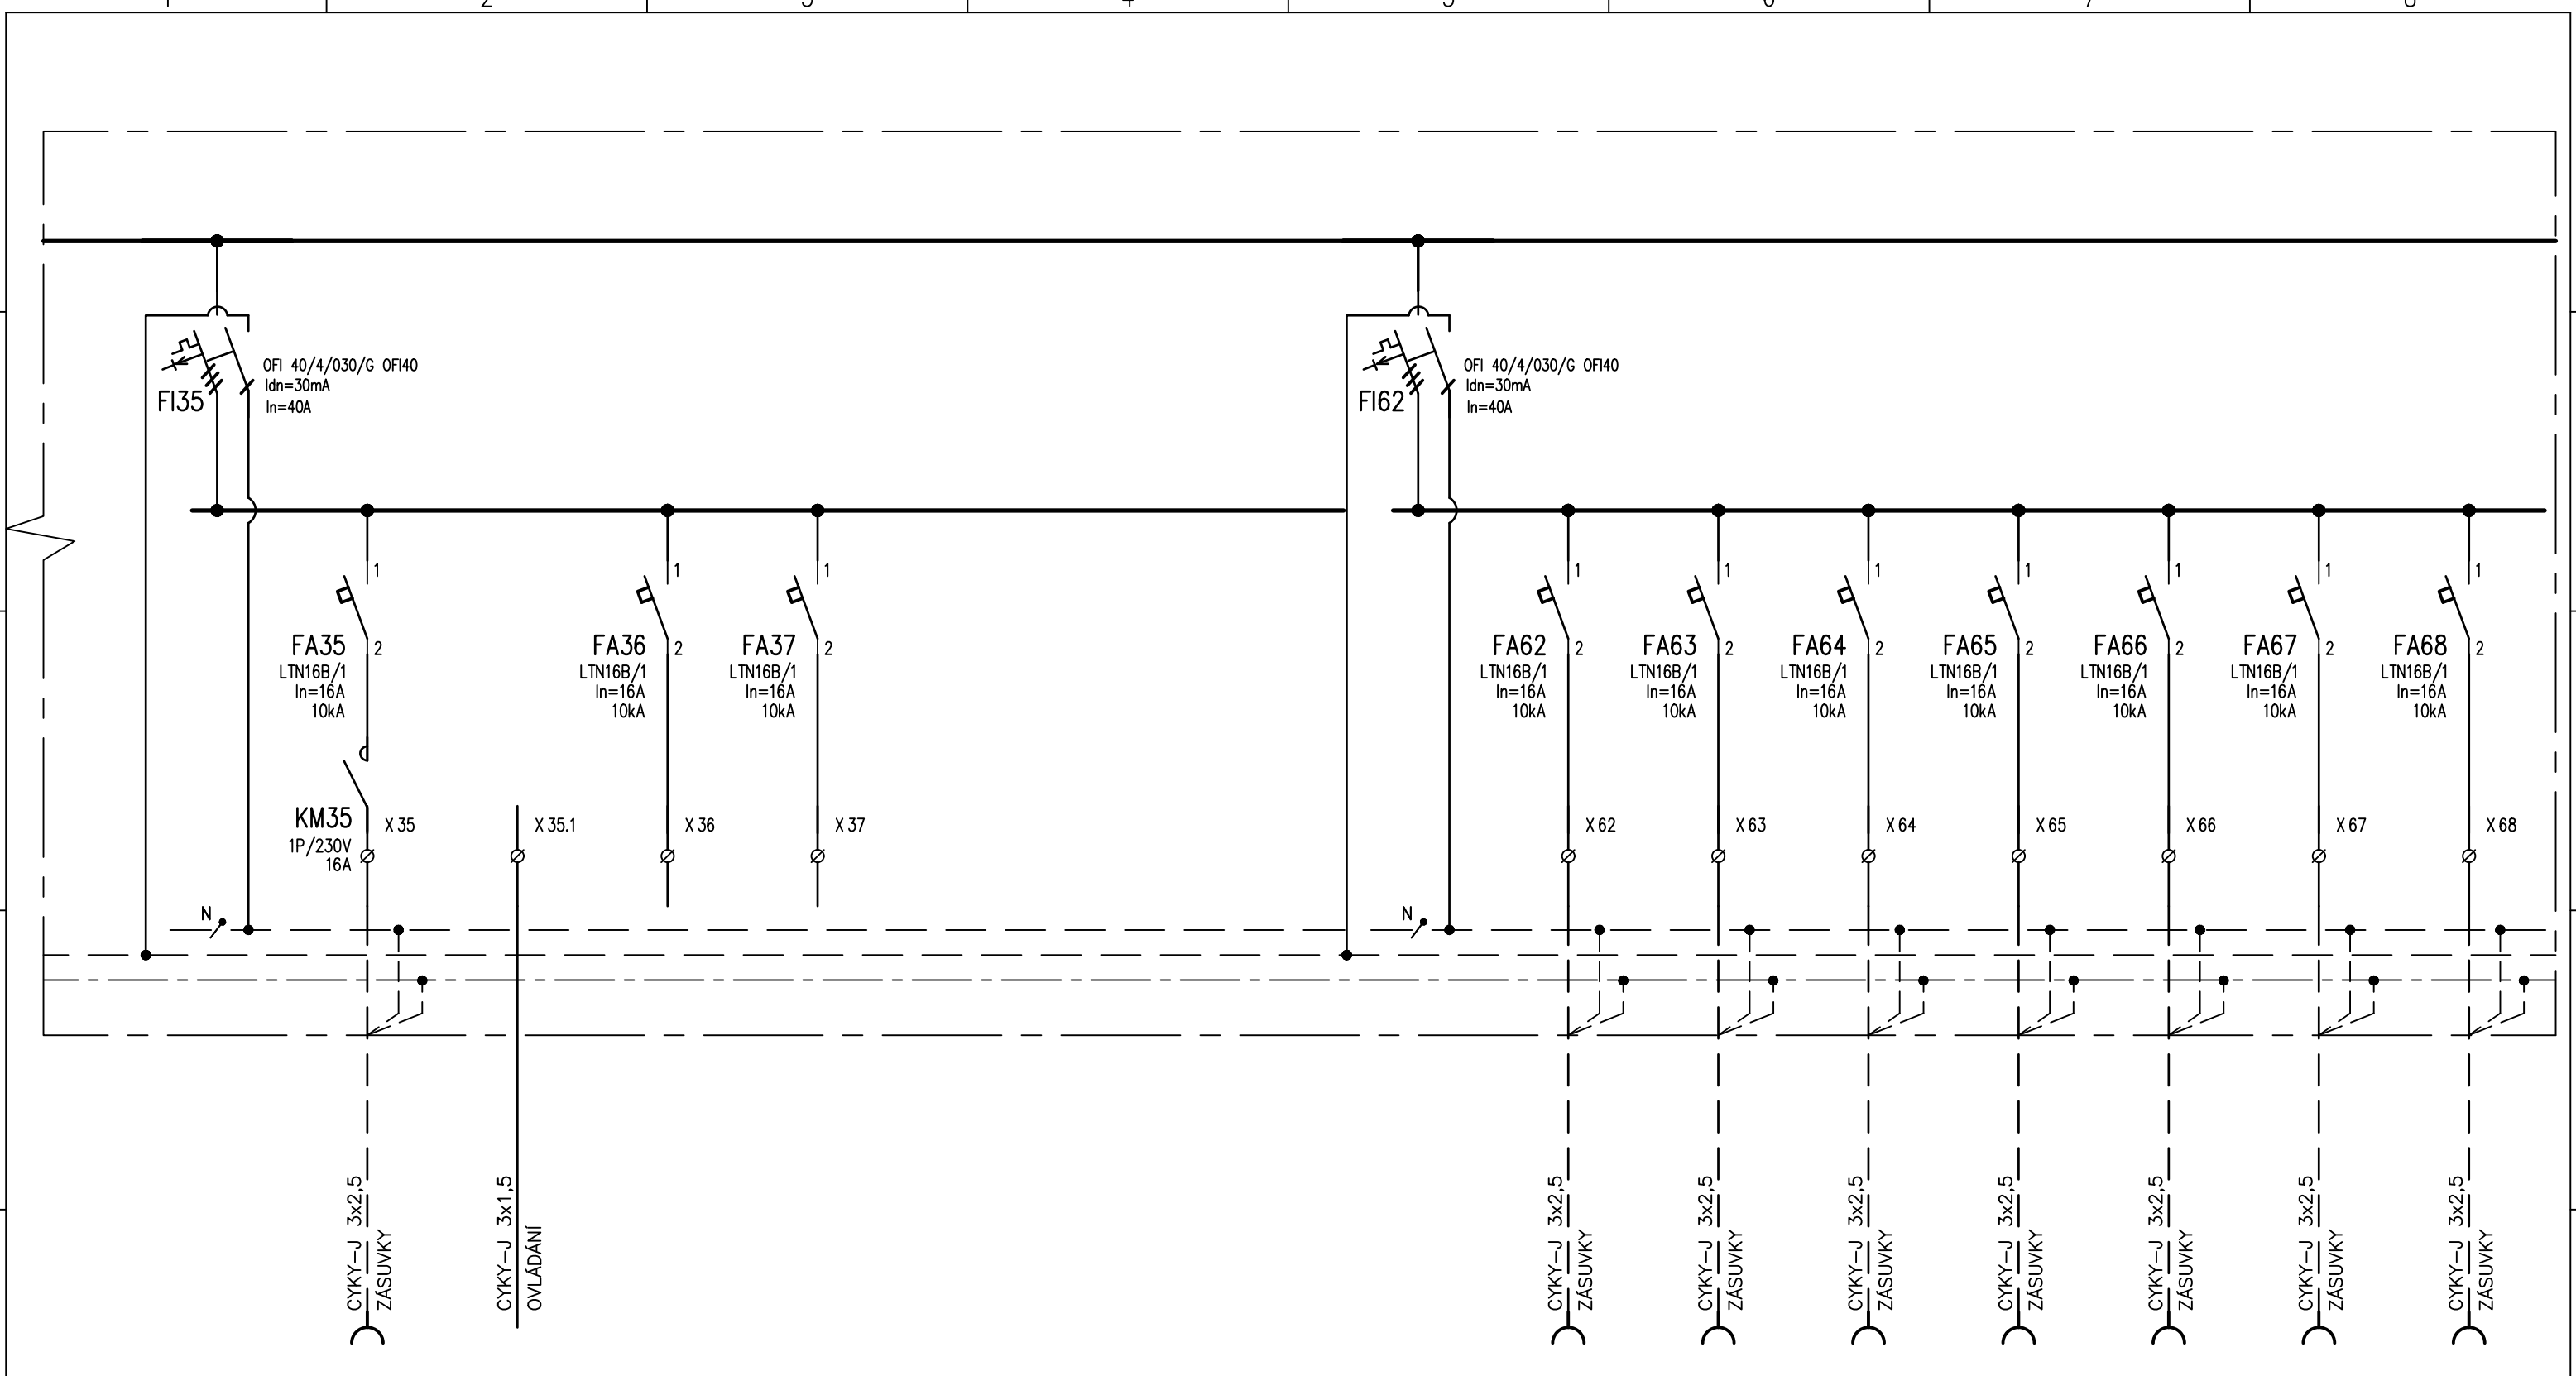 2
4
6
OFI 40/4/030/G OFI40
Idn=30mA
In=40A
FI35
OFI 40/4/030/G OFI40
Idn=30mA
In=40A
FI62
1
FA35 2
LTN16B/1
In=16A
10kA
1
FA36 2
LTN16B/1
In=16A
10kA
1
FA37 2
LTN16B/1
In=16A
10kA
1
FA62 2
LTN16B/1
In=16A
10kA
1
FA63 2
LTN16B/1
In=16A
10kA
1
FA64 2
LTN16B/1
In=16A
10kA
1
FA65 2
LTN16B/1
In=16A
10kA
1
FA66 2
LTN16B/1
In=16A
10kA
1
FA67 2
LTN16B/1
In=16A
10kA
1
FA68 2
LTN16B/1
In=16A
10kA
KM35
1P/230V
16A
X 35
X 35.1
X 36
X 37
X 62
X 63
X 64
X 65
X 66
X 67
X 68
N
N
CYKY-J 3x2,5
ZÁSUVKY
CYKY-J 3x1,5
OVLÁDÁNÍ
CYKY-J 3x2,5
ZÁSUVKY
CYKY-J 3x2,5
ZÁSUVKY
CYKY-J 3x2,5
ZÁSUVKY
CYKY-J 3x2,5
ZÁSUVKY
CYKY-J 3x2,5
ZÁSUVKY
CYKY-J 3x2,5
ZÁSUVKY
CYKY-J 3x2,5
ZÁSUVKY